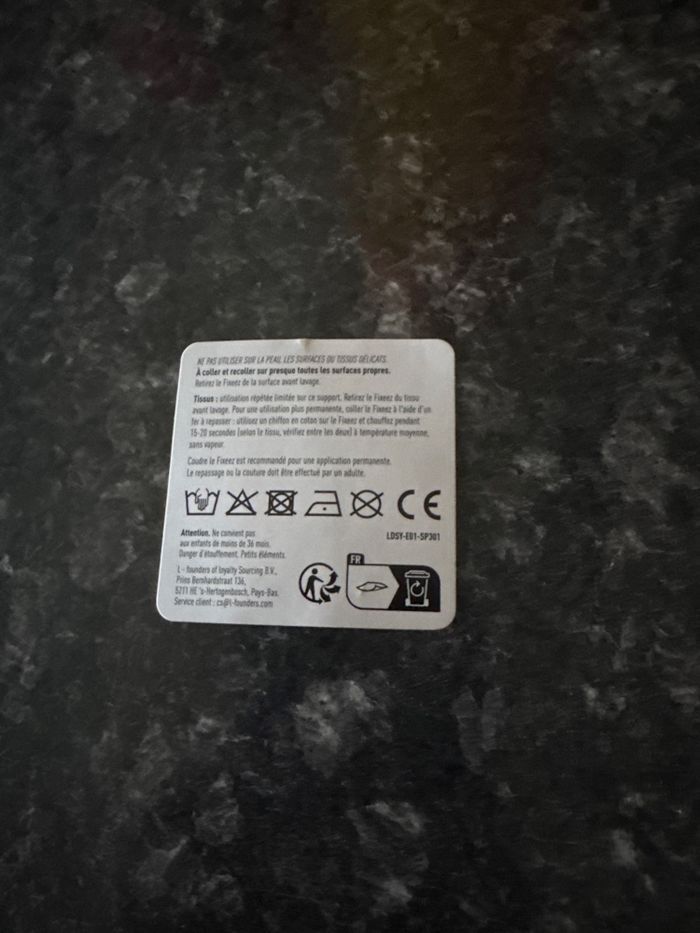 NE PAS UTILISER SUR LA PEAU, LES SURFACES OU TISSUS DÉLICATS.
À coller et recoller sur presque toutes les surfaces propres.
Retirez le Fixeez de la surface avant lavage.
Tissus : utilisation répétée limitée sur ce support. Retirez le Fixeez du tissu
avant lavage. Pour une utilisation plus permanente, coller le Fixeez à l'aide d'un
fer à repasser : utilisez un chiffon en coton sur le Fixeez et chauffez pendant
15-20 secondes (selon le tissu, vérifiez entre les deux) à température moyenne,
sans vapeur.
Coudre le Fixeez est recommandé pour une application permanente.
Le repassage ou la couture doit être effectué par un adulte.
CE
Attention. Ne convient pas
aux enfants de moins de 36 mois.
Danger d'étouffement. Petits éléments.
LDSY-E01-SP301
L - founders of loyalty Sourcing B.V.,
Prins Bernhardstraat 136,
5211 HE 's-Hertogenbosch, Pays-Bas.
Service client : cs@l-founders.com
FR